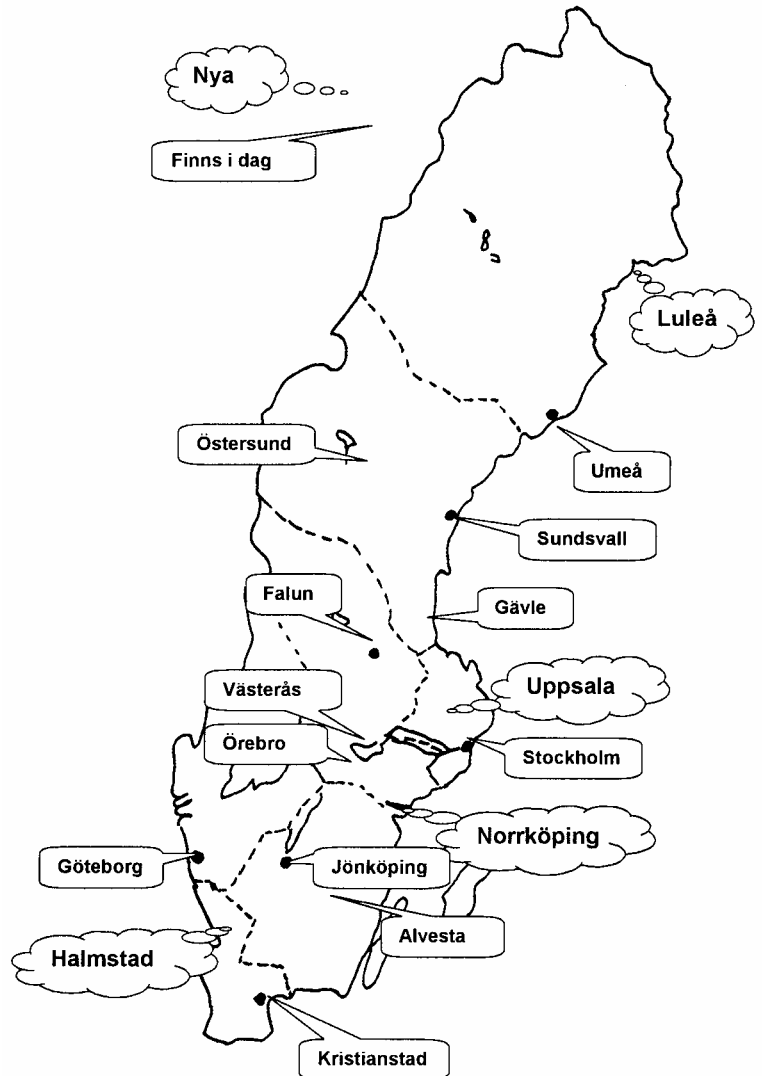 Nya
Finns i dag
Luleå
Östersund
Umeå
Sundsvall
Falun
Gävle
Västerås
Uppsala
Örebro
Stockholm
Norrköping
Göteborg
Jönköping
Alvesta
Halmstad
Kristianstad